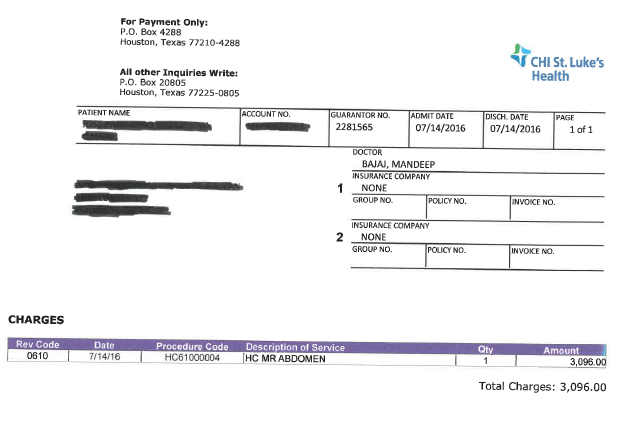 For Payment Only:
P.O. Box 4288
Houston, Texas 77210-4288
CHI St. Luke's
Health
All other Inquiries Write:
P.O. Box 20805
Houston, Texas 77225-0805
PATIENT NAME ACCOUNT NO. GUARANTOR NO. ADMIT DATE DISCH. DATE PAGE
2281565 07/14/2016 07/14/2016 1 of 1
DOCTOR
BAJAJ, MANDEEP
INSURANCE COMPANY
1 NONE
GROUP NO. POLICY NO. INVOICE NO.
INSURANCE COMPANY
2 NONE
GROUP NO. POLICY NO. INVOICE NO.
CHARGES
Rev Code Date Procedure Code Description of Service Qty Amount
0610 7/14/16 HC61000004 HC MR ABDOMEN 1 3,096.00
Total Charges: 3,096.00